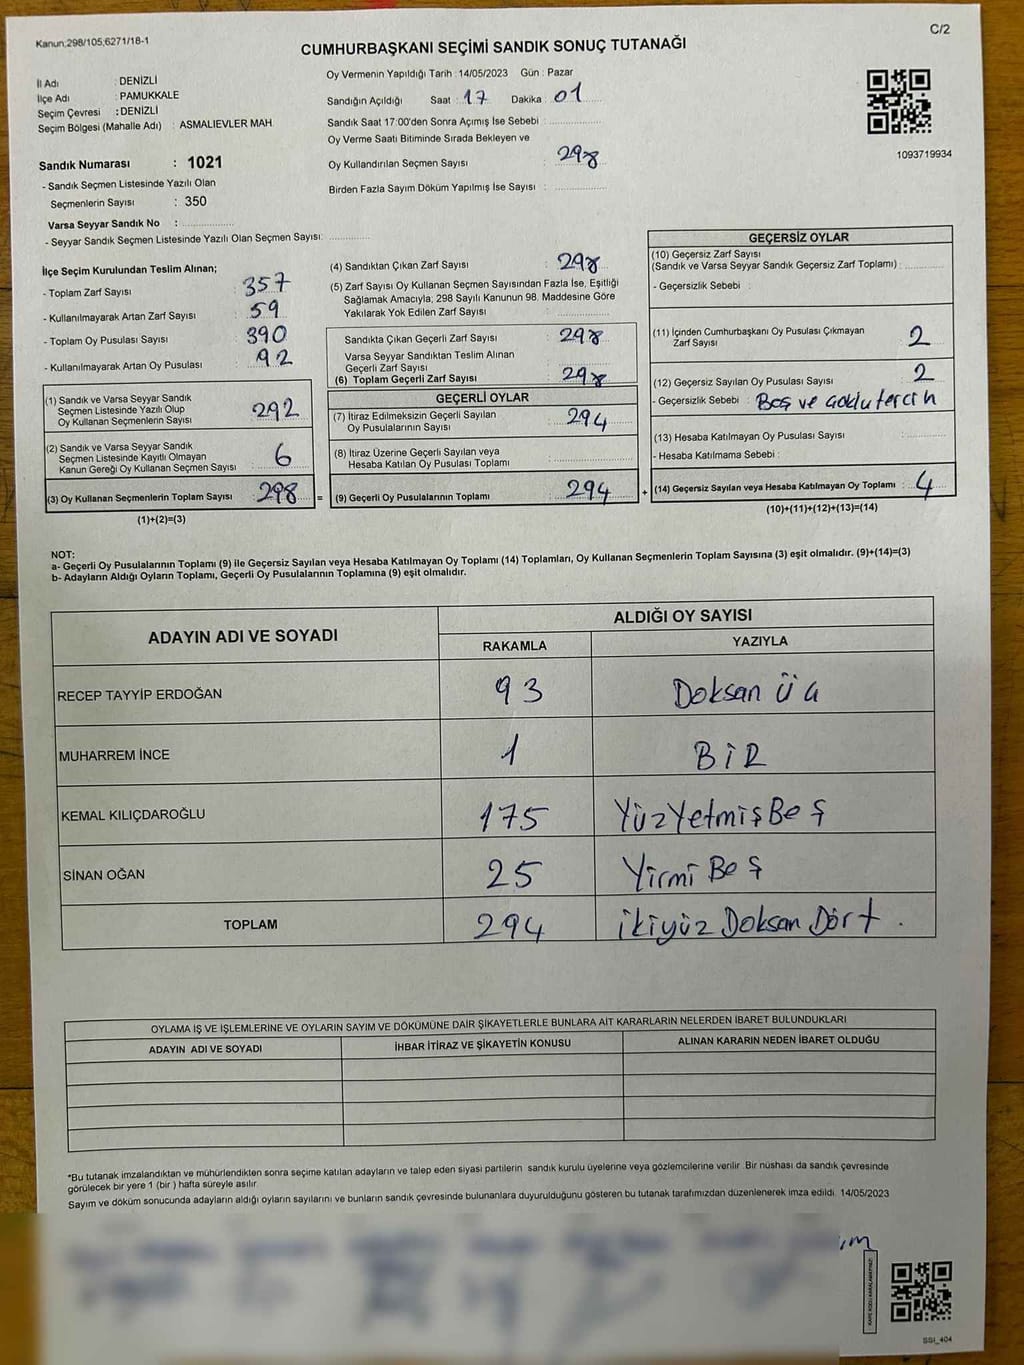 Kanun;298/105;6271/18-1
C/2
CUMHURBAŞKANI SEÇİMİ SANDIK SONUÇ TUTANAĞI
İl Adı : DENİZLİ
İlçe Adı : PAMUKKALE
Seçim Çevresi : DENİZLİ
Seçim Bölgesi (Mahalle Adı) : ASMALIEVLER MAH.
Sandık Numarası : 1021
- Sandık Seçmen Listesinde Yazılı Olan
Seçmenlerin Sayısı : 350
Varsa Seyyar Sandık No :
- Seyyar Sandık Seçmen Listesinde Yazılı Olan Seçmen Sayısı:
Oy Vermenin Yapıldığı Tarih : 14/05/2023 Gün : Pazar
Sandığın Açıldığı Saat : 17 Dakika : 01
Sandık Saat 17:00'den Sonra Açımış İse Sebebi :
Oy Verme Saati Bitiminde Sırada Bekleyen ve
Oy Kullandırılan Seçmen Sayısı : 298
Birden Fazla Sayım Döküm Yapılmış İse Sayısı :
1093719934
İlçe Seçim Kurulundan Teslim Alınan;
- Toplam Zarf Sayısı : 357
- Kullanılmayarak Artan Zarf Sayısı : 59
- Toplam Oy Pusulası Sayısı : 390
- Kullanılmayarak Artan Oy Pusulası : 92
(1) Sandık ve Varsa Seyyar Sandık
Seçmen Listesinde Yazılı Olup
Oy Kullanan Seçmenlerin Sayısı : 292
(2) Sandık ve Varsa Seyyar Sandık
Seçmen Listesinde Kayıtlı Olmayan
Kanun Gereği Oy Kullanan Seçmen Sayısı : 6
(3) Oy Kullanan Seçmenlerin Toplam Sayısı : 298 =
(1)+(2)=(3)
(4) Sandıktan Çıkan Zarf Sayısı : 298
(5) Zarf Sayısı Oy Kullanan Seçmen Sayısından Fazla İse, Eşitliği
Sağlamak Amacıyla; 298 Sayılı Kanunun 98. Maddesine Göre
Yakılarak Yok Edilen Zarf Sayısı :
Sandıkta Çıkan Geçerli Zarf Sayısı : 298
Varsa Seyyar Sandıktan Teslim Alınan
Geçerli Zarf Sayısı :
(6) Toplam Geçerli Zarf Sayısı : 298
GEÇERLİ OYLAR
(7) İtiraz Edilmeksizin Geçerli Sayılan
Oy Pusulalarının Sayısı : 294
(8) İtiraz Üzerine Geçerli Sayılan veya
Hesaba Katılan Oy Pusulası Toplamı :
(9) Geçerli Oy Pusulalarının Toplamı : 294 +
GEÇERSİZ OYLAR
(10) Geçersiz Zarf Sayısı
(Sandık ve Varsa Seyyar Sandık Geçersiz Zarf Toplamı) :
- Geçersizlik Sebebi :
(11) İçinden Cumhurbaşkanı Oy Pusulası Çıkmayan
Zarf Sayısı : 2
(12) Geçersiz Sayılan Oy Pusulası Sayısı : 2
- Geçersizlik Sebebi : Boş ve Çoklu tercih
(13) Hesaba Katılmayan Oy Pusulası Sayısı :
- Hesaba Katılmama Sebebi :
(14) Geçersiz Sayılan veya Hesaba Katılmayan Oy Toplamı : 4
(10)+(11)+(12)+(13)=(14)
NOT:
a- Geçerli Oy Pusulalarının Toplamı (9) ile Geçersiz Sayılan veya Hesaba Katılmayan Oy Toplamı (14) Toplamları, Oy Kullanan Seçmenlerin Toplam Sayısına (3) eşit olmalıdır. (9)+(14)=(3)
b- Adayların Aldığı Oyların Toplamı, Geçerli Oy Pusulalarının Toplamına (9) eşit olmalıdır.
ADAYIN ADI VE SOYADI
ALDIĞI OY SAYISI
RAKAMLA YAZIYLA
RECEP TAYYİP ERDOĞAN 93 Doksan Üç
MUHARREM İNCE 1 BİR
KEMAL KILIÇDAROĞLU 175 YüzYetmişBeş
SİNAN OĞAN 25 Yirmi Beş
TOPLAM 294 ikiyüz Doksan Dört .
OYLAMA İŞ VE İŞLEMLERİNE VE OYLARIN SAYIM VE DÖKÜMÜNE DAİR ŞİKAYETLERLE BUNLARA AİT KARARLARIN NELERDEN İBARET BULUNDUKLARI
ADAYIN ADI VE SOYADI İHBAR İTİRAZ VE ŞİKAYETİN KONUSU ALINAN KARARIN NEDEN İBARET OLDUĞU
*Bu tutanak imzalandıktan ve mühürlendikten sonra seçime katılan adayların ve talep eden siyasi partilerin sandık kurulu üyelerine veya gözlemcilerine verilir. Bir nüshası da sandık çevresinde
görülecek bir yere 1 (bir) hafta süreyle asılır.
Sayım ve döküm sonucunda adayların aldığı oyların sayılarını ve bunların sandık çevresinde bulunanlara duyurulduğunu gösteren bu tutanak tarafımızdan düzenlenerek imza edildi. 14/05/2023
SSI_404